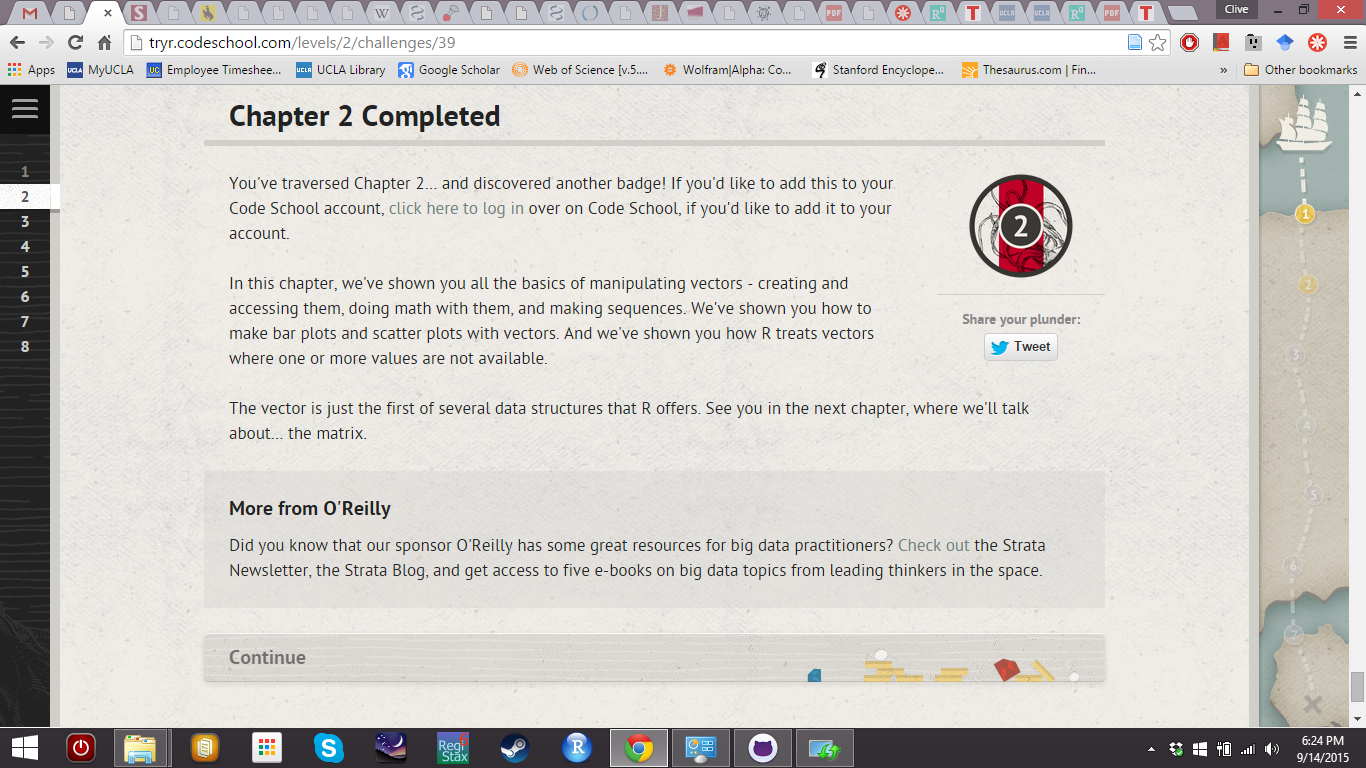 Clive
tryr.codeschool.com/levels/2/challenges/39
Apps
MyUCLA
Employee Timeshee...
UCLA Library
Google Scholar
Web of Science [v.5....
Wolfram|Alpha: Co...
Stanford Encyclope...
Thesaurus.com | Fin...
»
Other bookmarks
1
2
3
4
5
6
7
8
Chapter 2 Completed
You've traversed Chapter 2... and discovered another badge! If you'd like to add this to your
Code School account, click here to log in over on Code School, if you'd like to add it to your
account.
In this chapter, we've shown you all the basics of manipulating vectors - creating and
accessing them, doing math with them, and making sequences. We've shown you how to
make bar plots and scatter plots with vectors. And we've shown you how R treats vectors
where one or more values are not available.
The vector is just the first of several data structures that R offers. See you in the next chapter, where we'll talk
about... the matrix.
2
Share your plunder:
Tweet
More from O'Reilly
Did you know that our sponsor O'Reilly has some great resources for big data practitioners? Check out the Strata
Newsletter, the Strata Blog, and get access to five e-books on big data topics from leading thinkers in the space.
Continue
1
2
3
4
5
6
7
Regi
Stax
R
6:24 PM
9/14/2015